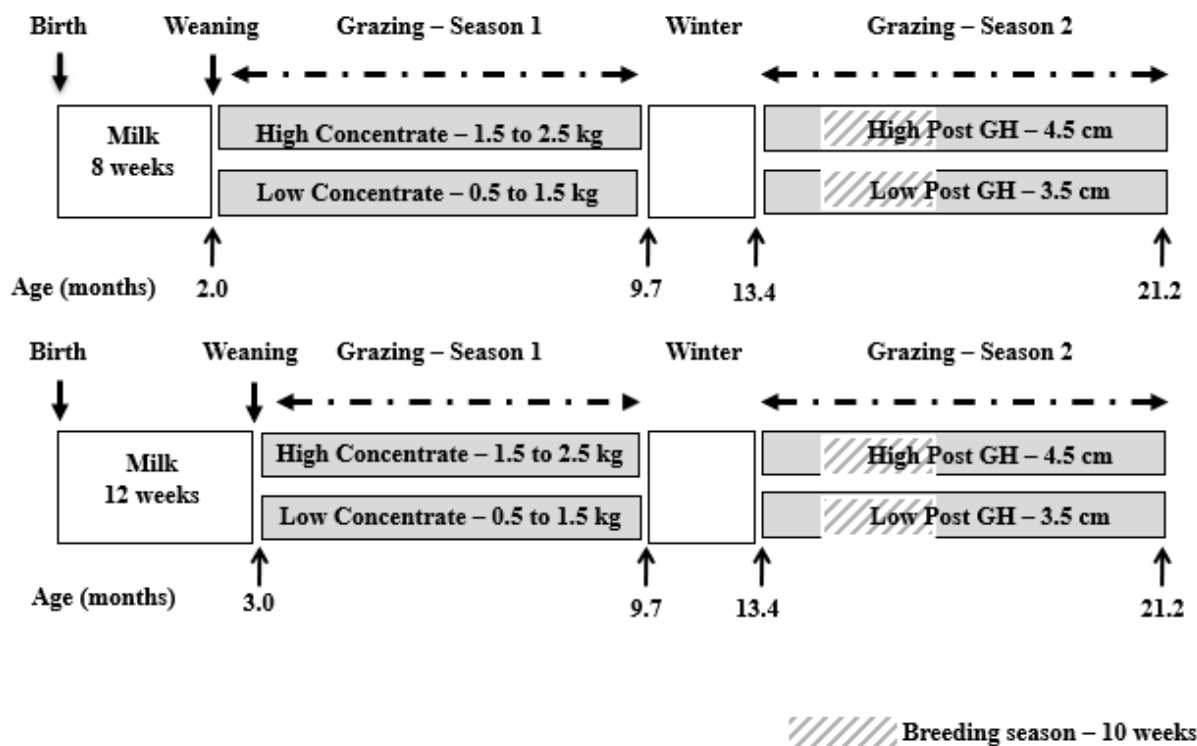 Birth Weaning Grazing – Season 1 Winter Grazing – Season 2
Milk
8 weeks
High Concentrate – 1.5 to 2.5 kg
Low Concentrate – 0.5 to 1.5 kg
High Post GH – 4.5 cm
Low Post GH – 3.5 cm
Age (months) 2.0 9.7 13.4 21.2
Birth Weaning Grazing – Season 1 Winter Grazing – Season 2
Milk
12 weeks
High Concentrate – 1.5 to 2.5 kg
Low Concentrate – 0.5 to 1.5 kg
High Post GH – 4.5 cm
Low Post GH – 3.5 cm
Age (months) 3.0 9.7 13.4 21.2
Breeding season – 10 weeks